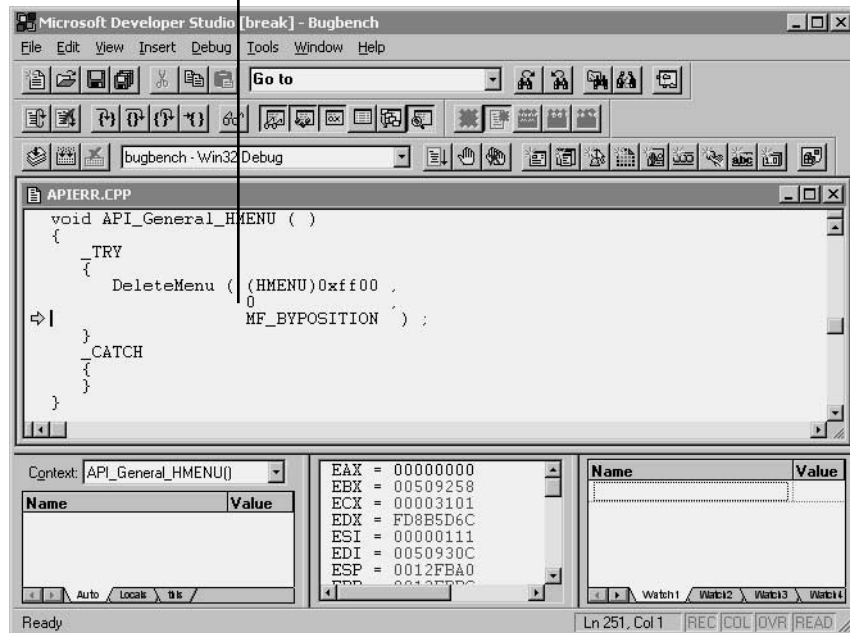 Microsoft Developer Studio [break] - Bugbench
File Edit View Insert Debug Tools Window Help
Go to
bugbench - Win32 Debug
abc
APIERR.CPP
void API_General_HMENU ( )
{
_TRY
{
DeleteMenu ( (HMENU)0xff00 ,
0 ,
MF_BYPOSITION ) ;
}
_CATCH
{
}
}
Context: API_General_HMENU()
Name Value
Auto Locals this
EAX = 00000000
EBX = 00509258
ECX = 00003101
EDX = FD8B5D6C
ESI = 00000111
EDI = 0050930C
ESP = 0012FBA0
Name Value
Watch1 Watch2 Watch3 Watch4
Ready
Ln 251, Col 1 REC COL OVR READ